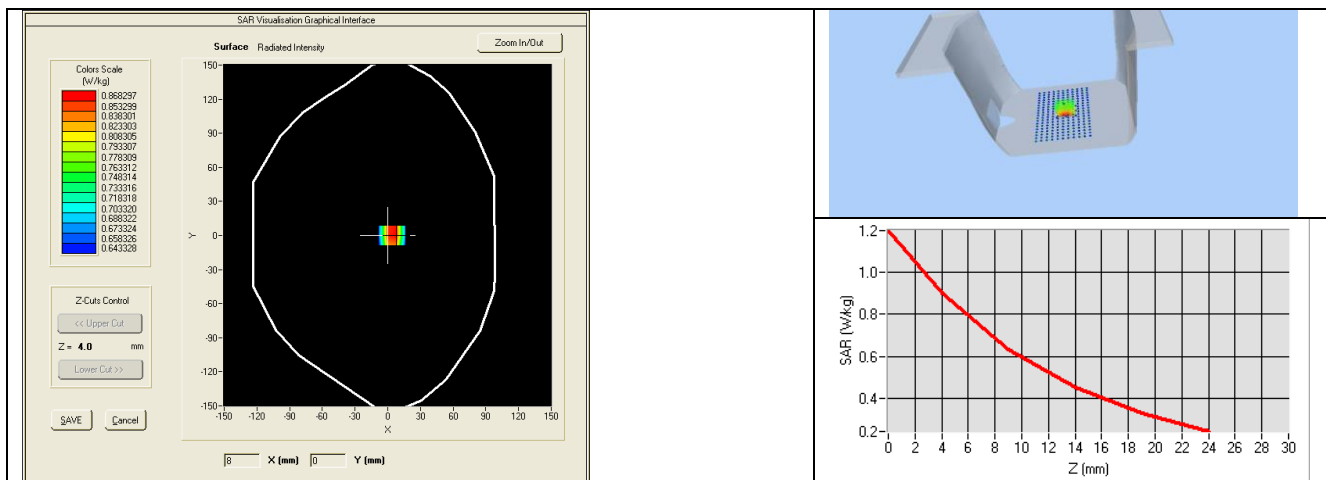 SAR Visualisation Graphical Interface
Surface Radiated Intensity
Zoom In/Out
Colors Scale
(W/kg)
0.868297
0.853299
0.838301
0.823303
0.808305
0.793307
0.778309
0.763312
0.748314
0.733316
0.718318
0.703320
0.688322
0.673324
0.658326
0.643328
Z-Cuts Control
<< Upper Cut
Z = 4.0 mm
Lower Cut >>
SAVE Cancel
150
120
90
60
30
0
-30
-60
-90
-120
-150
Y
-150 -120 -90 -60 -30 0 30 60 90 120 150
X
8 X (mm) 0 Y (mm)
1.2
1.0
0.8
0.6
0.4
0.2
SAR (W/kg)
0 2 4 6 8 10 12 14 16 18 20 22 24 26 28 30
Z (mm)